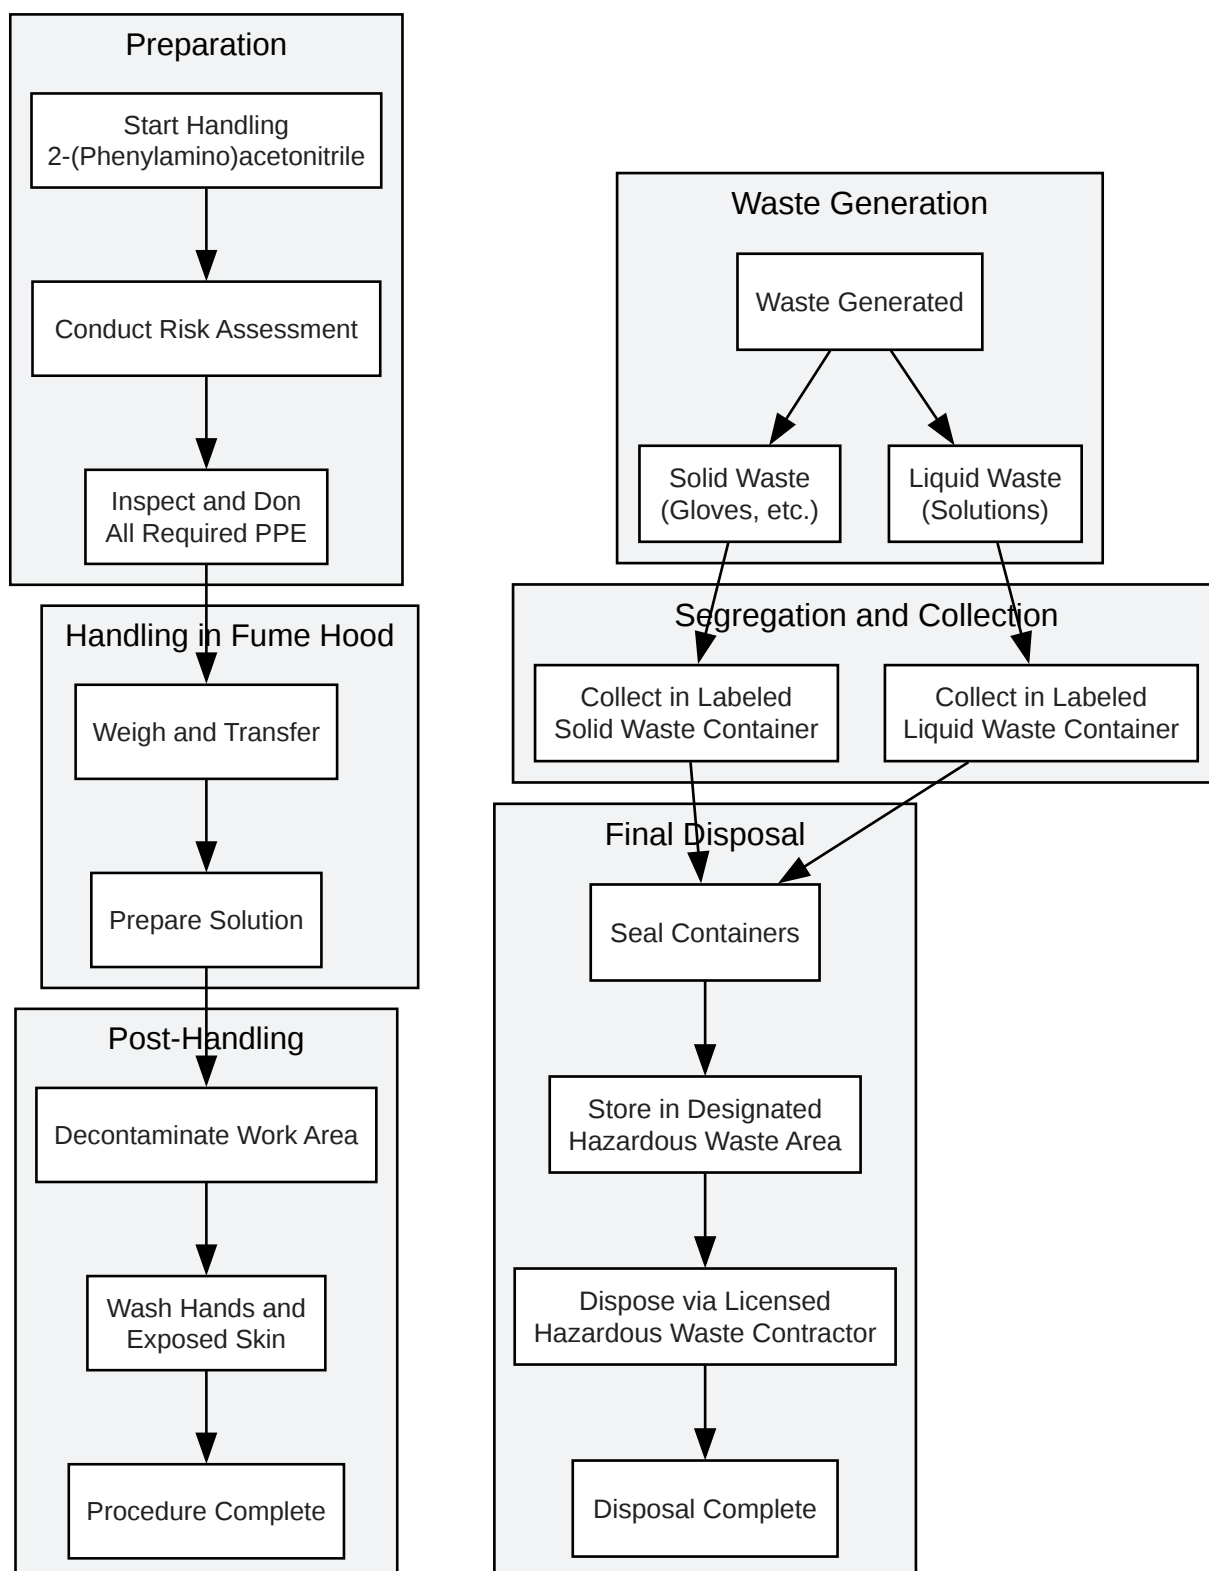 Preparation
Start Handling
2-(Phenylamino)acetonitrile
Conduct Risk Assessment
Inspect and Don
All Required PPE
Handling in Fume Hood
Weigh and Transfer
Prepare Solution
Post-Handling
Decontaminate Work Area
Wash Hands and
Exposed Skin
Procedure Complete
Waste Generation
Waste Generated
Solid Waste
(Gloves, etc.)
Liquid Waste
(Solutions)
Segregation and Collection
Collect in Labeled
Solid Waste Container
Collect in Labeled
Liquid Waste Container
Final Disposal
Seal Containers
Store in Designated
Hazardous Waste Area
Dispose via Licensed
Hazardous Waste Contractor
Disposal Complete